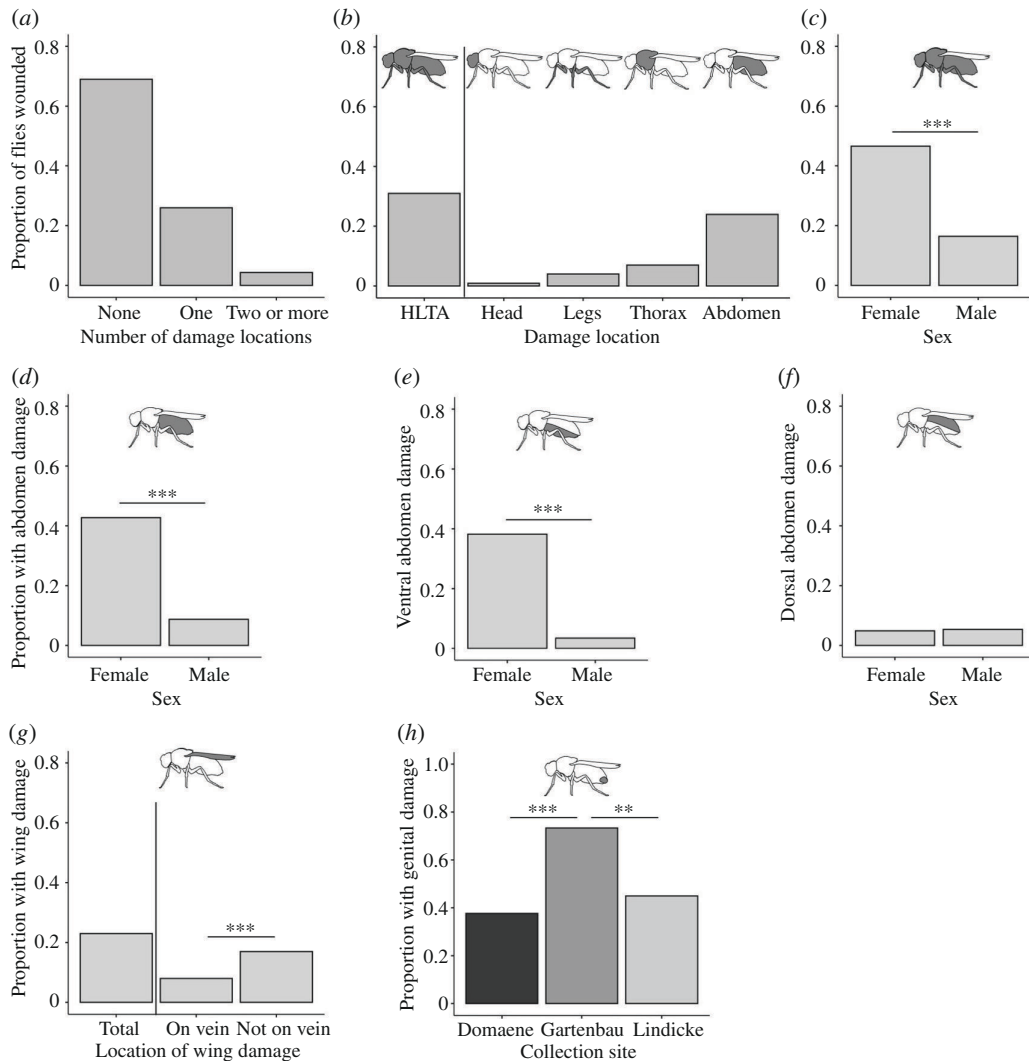 (a)
Proportion of flies wounded
0.8
0.6
0.4
0.2
0
None One Two or more
Number of damage locations
(b)
0.8
0.6
0.4
0.2
0
HLTA Head Legs Thorax Abdomen
Damage location
(c)
0.8
0.6
0.4
0.2
0
***
Female Male
Sex
(d)
Proportion with abdomen damage
0.8
0.6
0.4
0.2
0
***
Female Male
Sex
(e)
Ventral abdomen damage
0.8
0.6
0.4
0.2
0
***
Female Male
Sex
(f)
Dorsal abdomen damage
0.8
0.6
0.4
0.2
0
Female Male
Sex
(g)
Proportion with wing damage
0.8
0.6
0.4
0.2
0
***
Total On vein Not on vein
Location of wing damage
(h)
Proportion with genital damage
1.0
0.8
0.6
0.4
0.2
0
*** **
Domaene Gartenbau Lindicke
Collection site